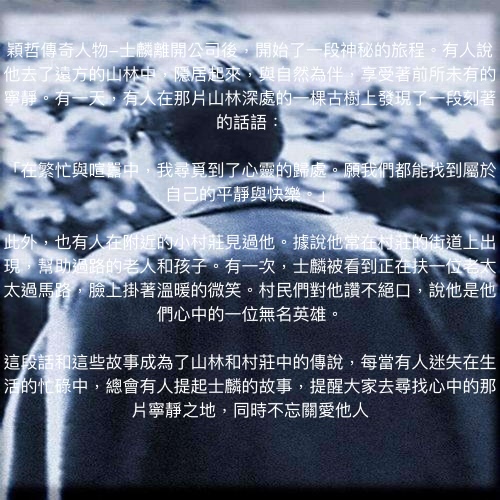 穎哲傳奇人物–士麟離開公司後，開始了一段神秘的旅程。有人說
他去了遠方的山林中，隱居起來，與自然為伴，享受著前所未有的
寧靜。有一天，有人在那片山林深處的一棵古樹上發現了一段刻著
的話語：
「在繁忙與喧囂中，我尋覓到了心靈的歸處。願我們都能找到屬於
自己的平靜與快樂。」
此外，也有人在附近的小村莊見過他。據說他常在村莊的街道上出
現，幫助過路的老人和孩子。有一次，士麟被看到正在扶一位老太
太過馬路，臉上掛著溫暖的微笑。村民們對他讚不絕口，說他是他
們心中的一位無名英雄。
這段話和這些故事成為了山林和村莊中的傳說，每當有人迷失在生
活的忙碌中，總會有人提起士麟的故事，提醒大家去尋找心中的那
片寧靜之地，同時不忘關愛他人